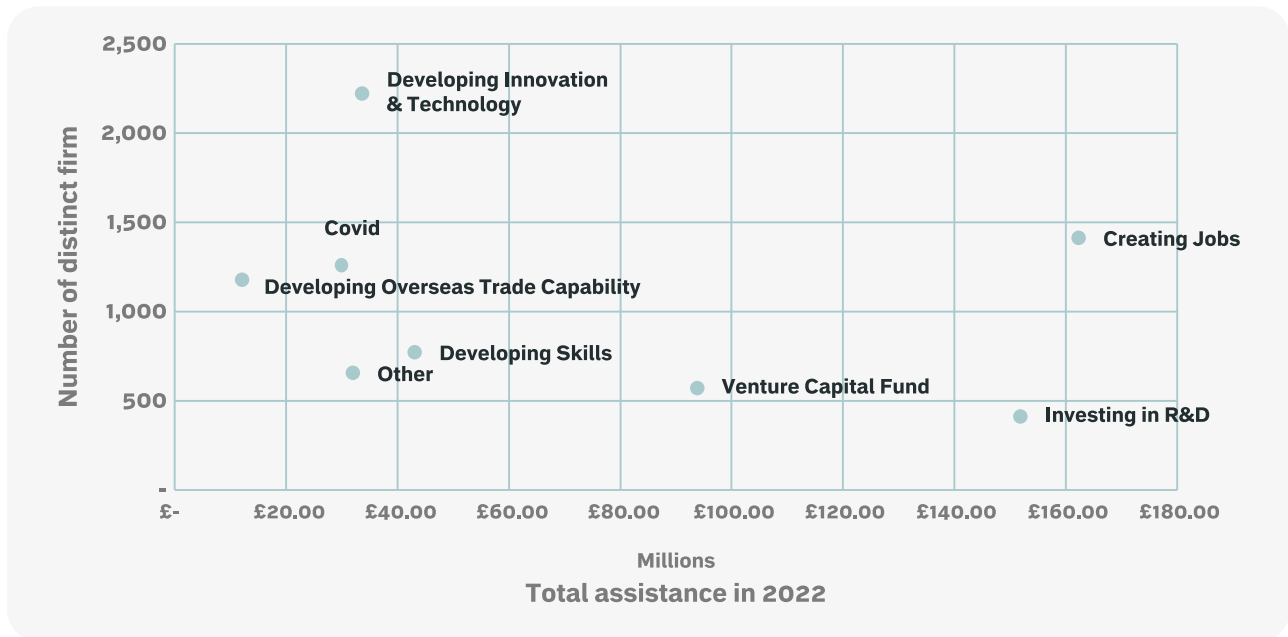 2,500
Developing Innovation
& Technology
2,000
Number of distinct firm
1,500
Covid
Creating Jobs
Developing Overseas Trade Capability
1,000
Developing Skills
Other
Venture Capital Fund
500
Investing in R&D
-
£-
£20.00
£40.00
£60.00
£80.00
£100.00
£120.00
£140.00
£160.00
£180.00
Millions
Total assistance in 2022